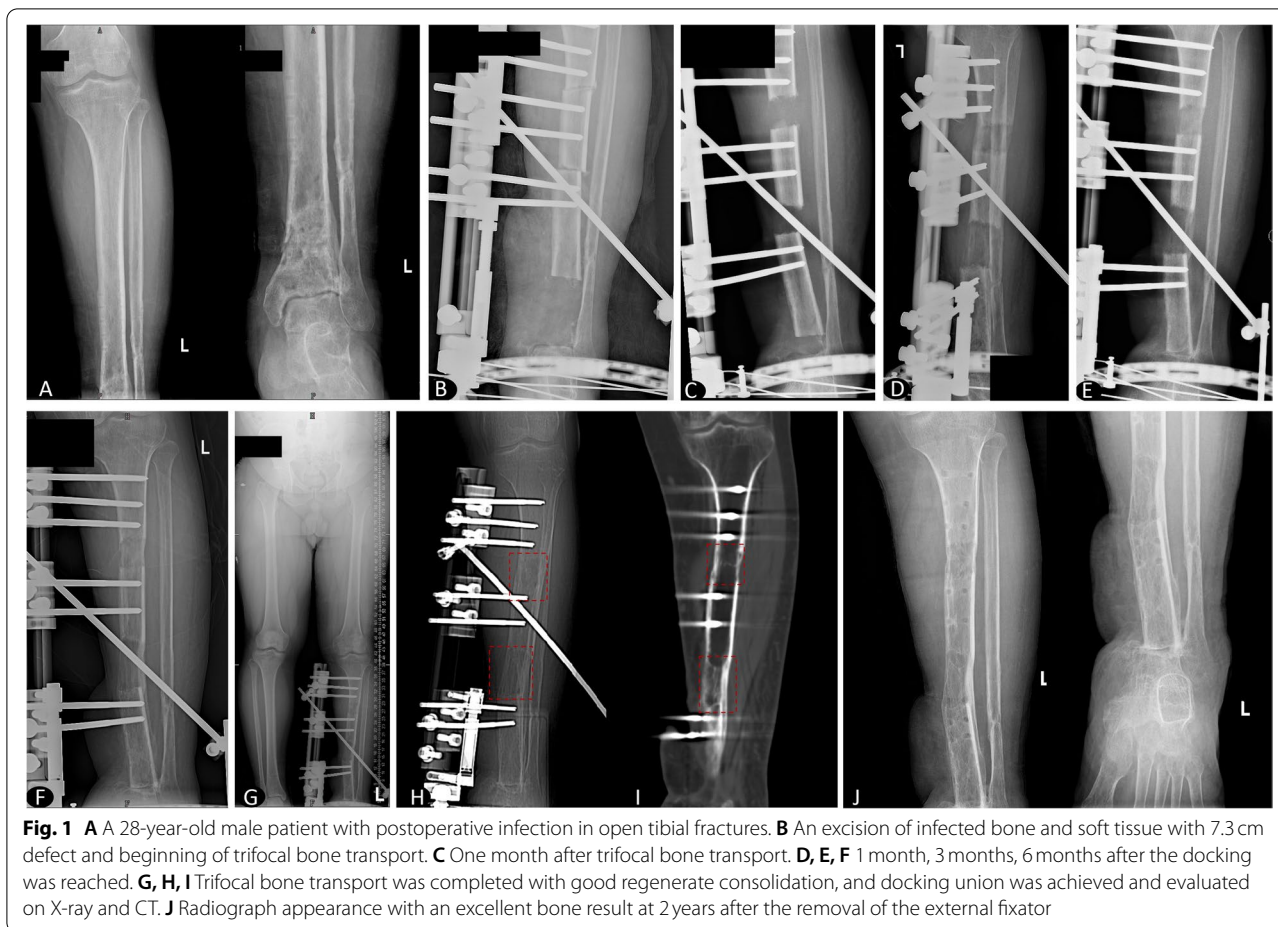 A
L
L
A
B
C
D
E
L
F
L
G
L
H
I
J
L
L
Fig. 1 A A 28-year-old male patient with postoperative infection in open tibial fractures. B An excision of infected bone and soft tissue with 7.3 cm
defect and beginning of trifocal bone transport. C One month after trifocal bone transport. D, E, F 1 month, 3 months, 6 months after the docking
was reached. G, H, I Trifocal bone transport was completed with good regenerate consolidation, and docking union was achieved and evaluated
on X-ray and CT. J Radiograph appearance with an excellent bone result at 2 years after the removal of the external fixator